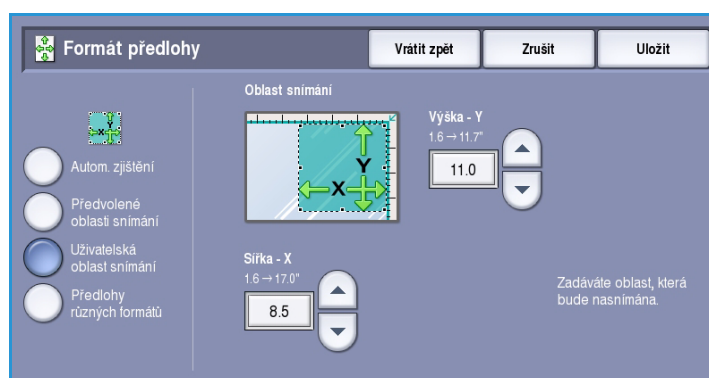 Formát předlohy
Vrátit zpět
Zrušit
Uložit
Autom. zjištění
Předvolené
oblasti snímání
Uživatelská
oblast snímání
Předlohy
různých formátů
Oblast snímání
Y
X
Výška - Y
1.6→11.7"
11.0
Šířka - X
1.6→17.0"
8.5
Zadáváte oblast, která
bude nasnímána.